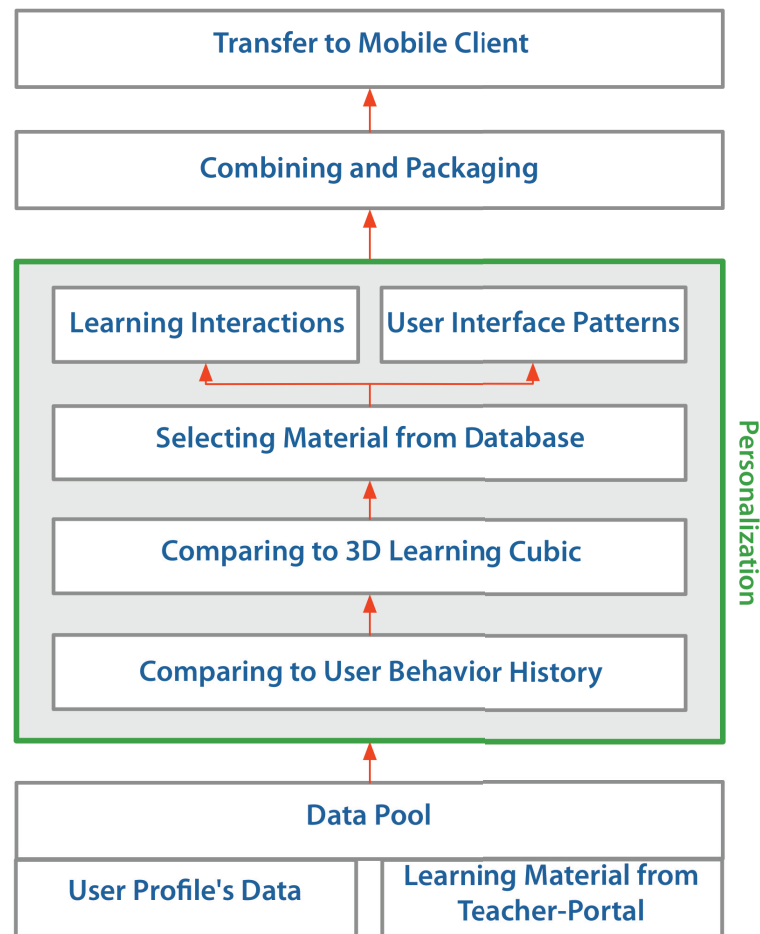 Transfer to Mobile Client
Combining and Packaging
Learning Interactions
User Interface Patterns
Selecting Material from Database
Comparing to 3D Learning Cubic
Comparing to User Behavior History
Personalization
Data Pool
User Profile's Data
Learning Material from
Teacher-Portal